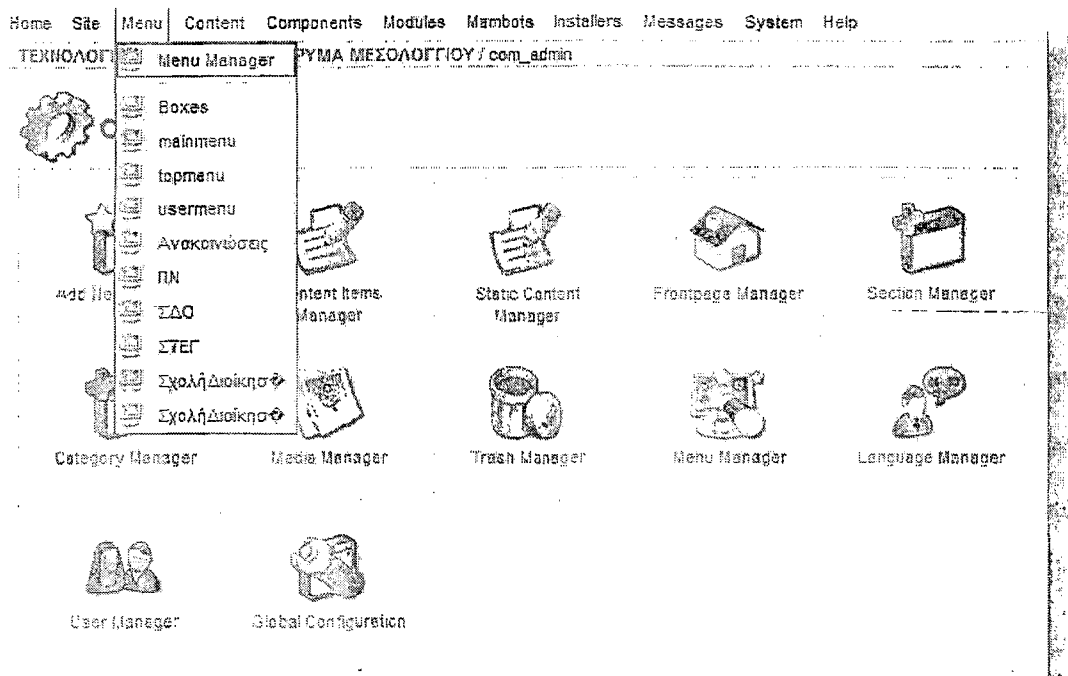 Home Site Menu Content Components Modules Mambots Installers Messages System Help
ΤΕΧΝΟΛΟΓ ΡΥΜΑ ΜΕΣΟΛΟΓΓΙΟΥ / com_admin
Menu Manager
Boxes
mainmenu
topmenu
usermenu
Ανακοινώσεις
ΠΝ
ΣΔΟ
ΣΤΕΓ
ΣχολήΔιοίκησ�
ΣχολήΔιοίκησ�
Add Ne ntent Items Static Content Frontpage Manager Section Manager
Manager Manager
Category Manager Media Manager Trash Manager Menu Manager Language Manager
User Manager Global Configuration